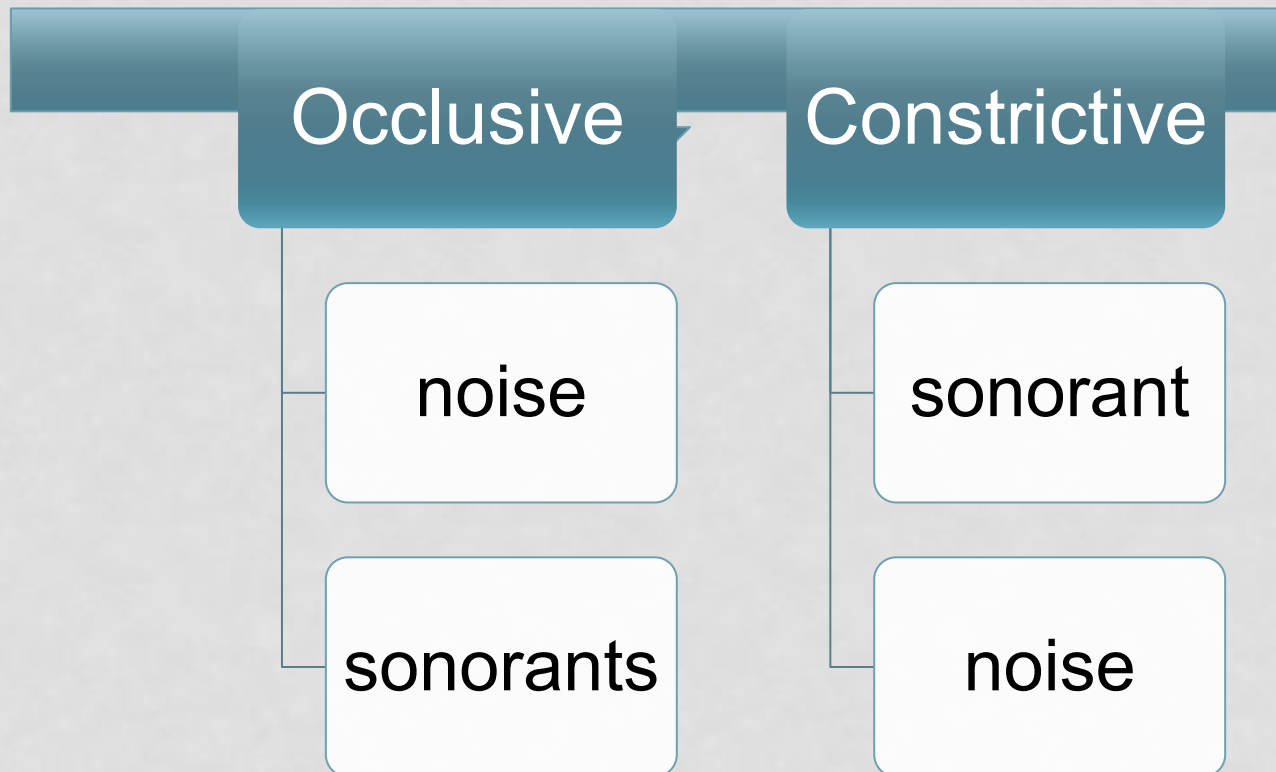 Occlusive
noise
sonorants
Constrictive
sonorant
noise